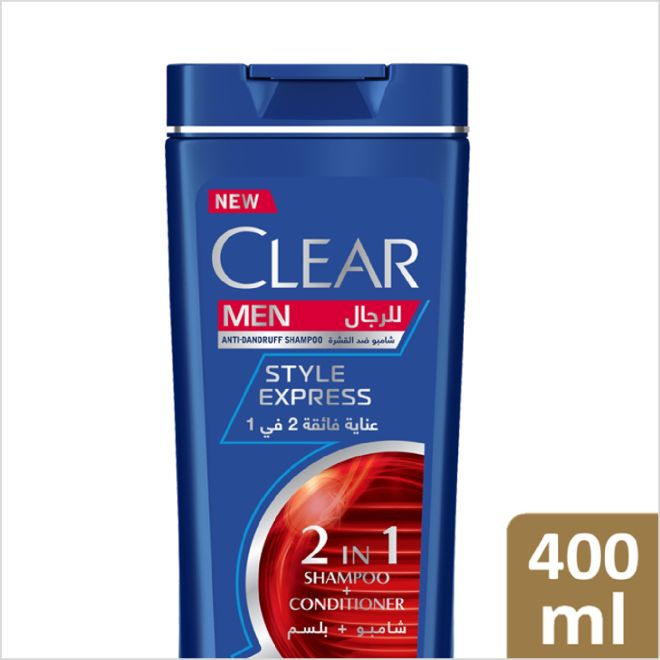 NEW
CLEAR
MEN للرجال
ANTI-DANDRUFF SHAMPOO شامبو ضد القشرة
STYLE
EXPRESS
عناية فائقة 2 في 1
2 IN 1
SHAMPOO
+
CONDITIONER
شامبو + بلسم
400
ml